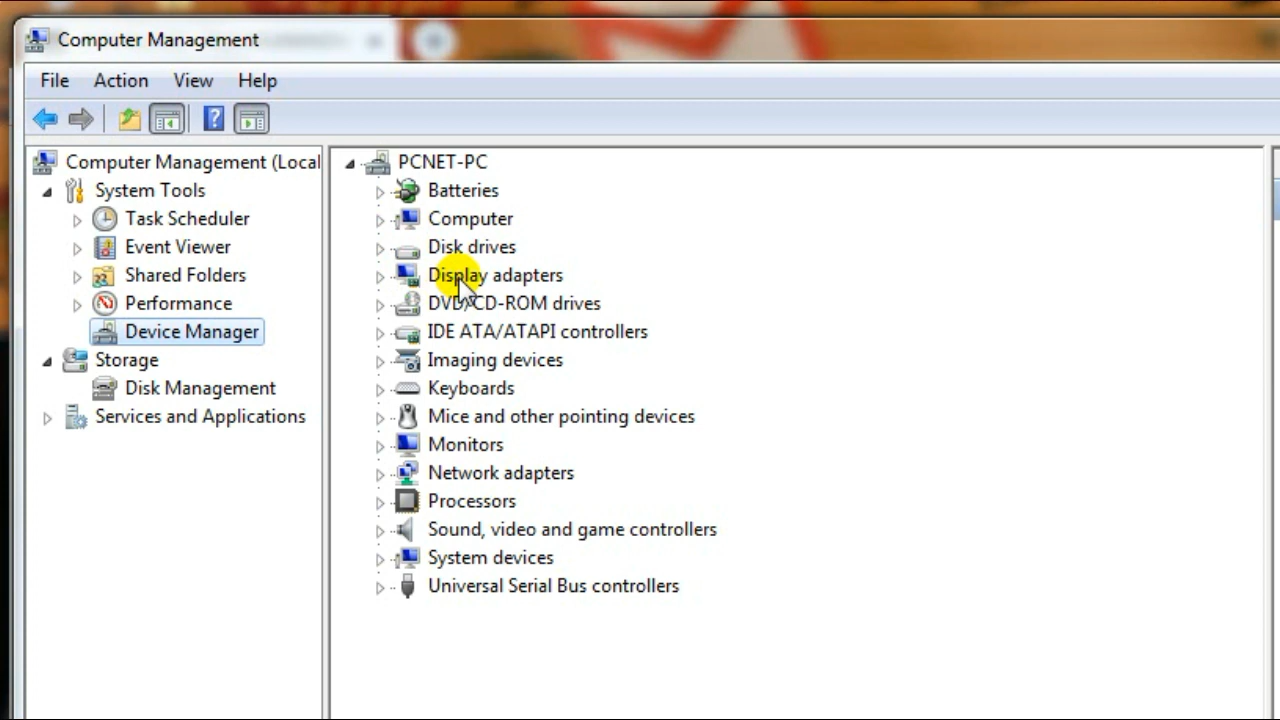 Computer Management
File Action View Help
Computer Management (Local
System Tools
Task Scheduler
Event Viewer
Shared Folders
Performance
Device Manager
Storage
Disk Management
Services and Applications
PCNET-PC
Batteries
Computer
Disk drives
Display adapters
DVD/CD-ROM drives
IDE ATA/ATAPI controllers
Imaging devices
Keyboards
Mice and other pointing devices
Monitors
Network adapters
Processors
Sound, video and game controllers
System devices
Universal Serial Bus controllers